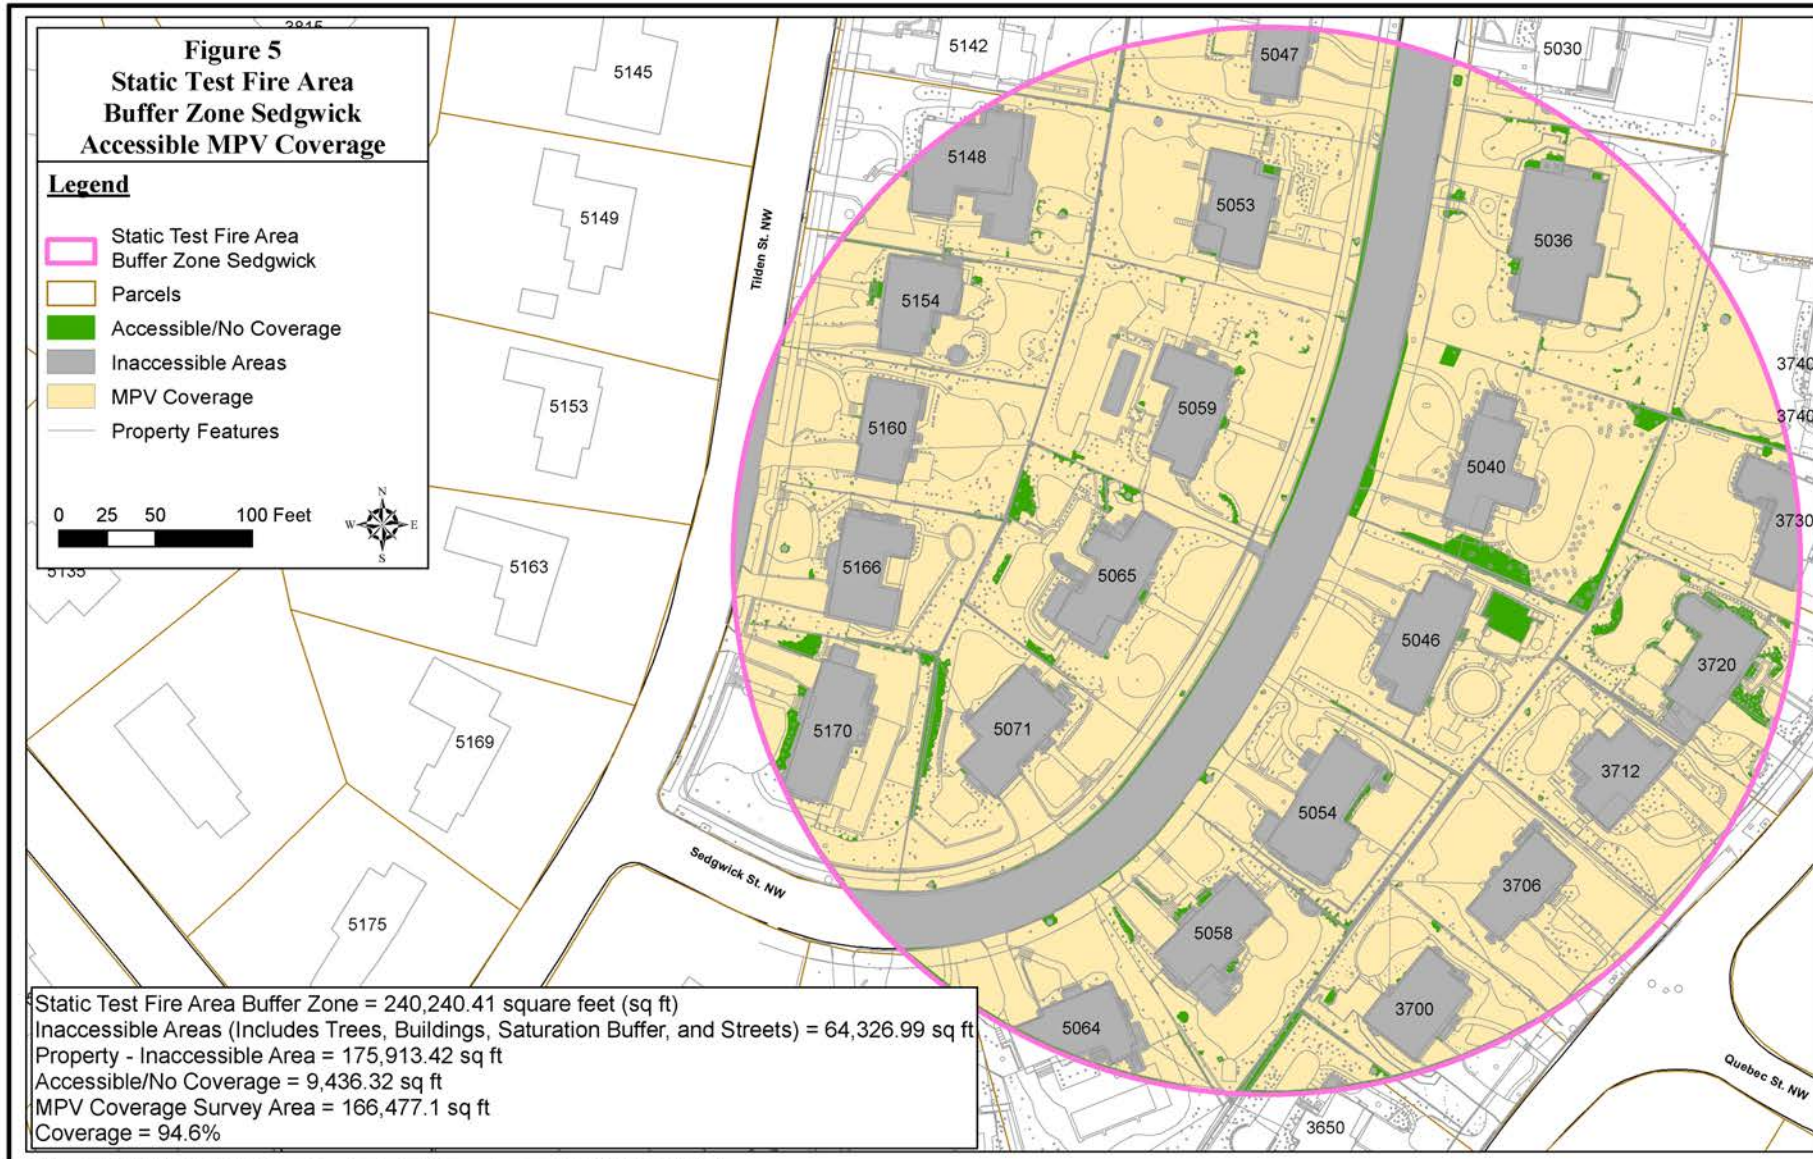 Figure 5
Static Test Fire Area
Buffer Zone Sedgwick
Accessible MPV Coverage
Legend
Static Test Fire Area
Buffer Zone Sedgwick
Parcels
Accessible/No Coverage
Inaccessible Areas
MPV Coverage
Property Features
0 25 50 100 Feet
N
W E
S
3815
5145
5142
5047
5030
5148
5149
5053
5036
Tilden St. NW
5154
3740
5153
5160
5059
3740
5040
3730
5135
5163
5166
5065
5046
3720
5169
5170
5071
3712
5054
Sedgwick St. NW
3706
5175
5058
5064
3700
Quebec St. NW
3650
Static Test Fire Area Buffer Zone = 240,240.41 square feet (sq ft)
Inaccessible Areas (Includes Trees, Buildings, Saturation Buffer, and Streets) = 64,326.99 sq ft
Property - Inaccessible Area = 175,913.42 sq ft
Accessible/No Coverage = 9,436.32 sq ft
MPV Coverage Survey Area = 166,477.1 sq ft
Coverage = 94.6%